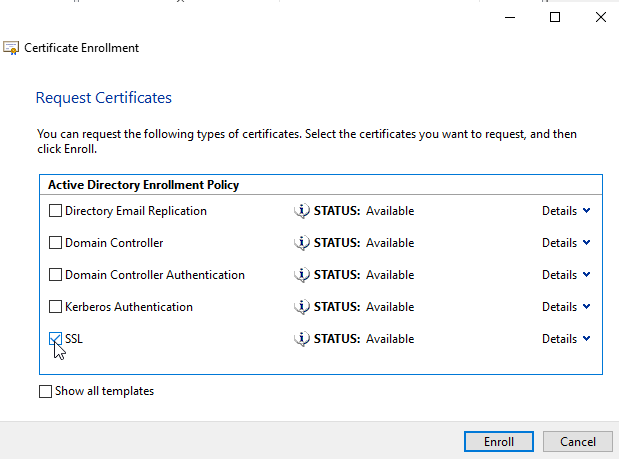 Certificate Enrollment
Request Certificates
You can request the following types of certificates. Select the certificates you want to request, and then
click Enroll.
Active Directory Enrollment Policy
Directory Email Replication STATUS: Available Details
Domain Controller STATUS: Available Details
Domain Controller Authentication STATUS: Available Details
Kerberos Authentication STATUS: Available Details
SSL STATUS: Available Details
Show all templates
Enroll Cancel